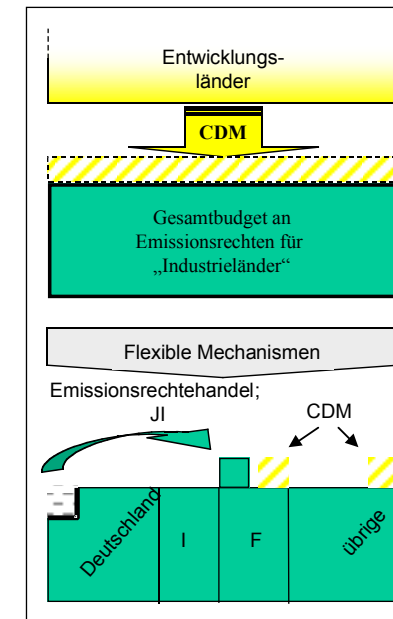 Entwicklungs-
länder
CDM
Gesamtbudget an
Emissionsrechten für
„Industrieländer“
Flexible Mechanismen
Emissionsrechtehandel;
JI
CDM
Deutschland
I
F
übrige